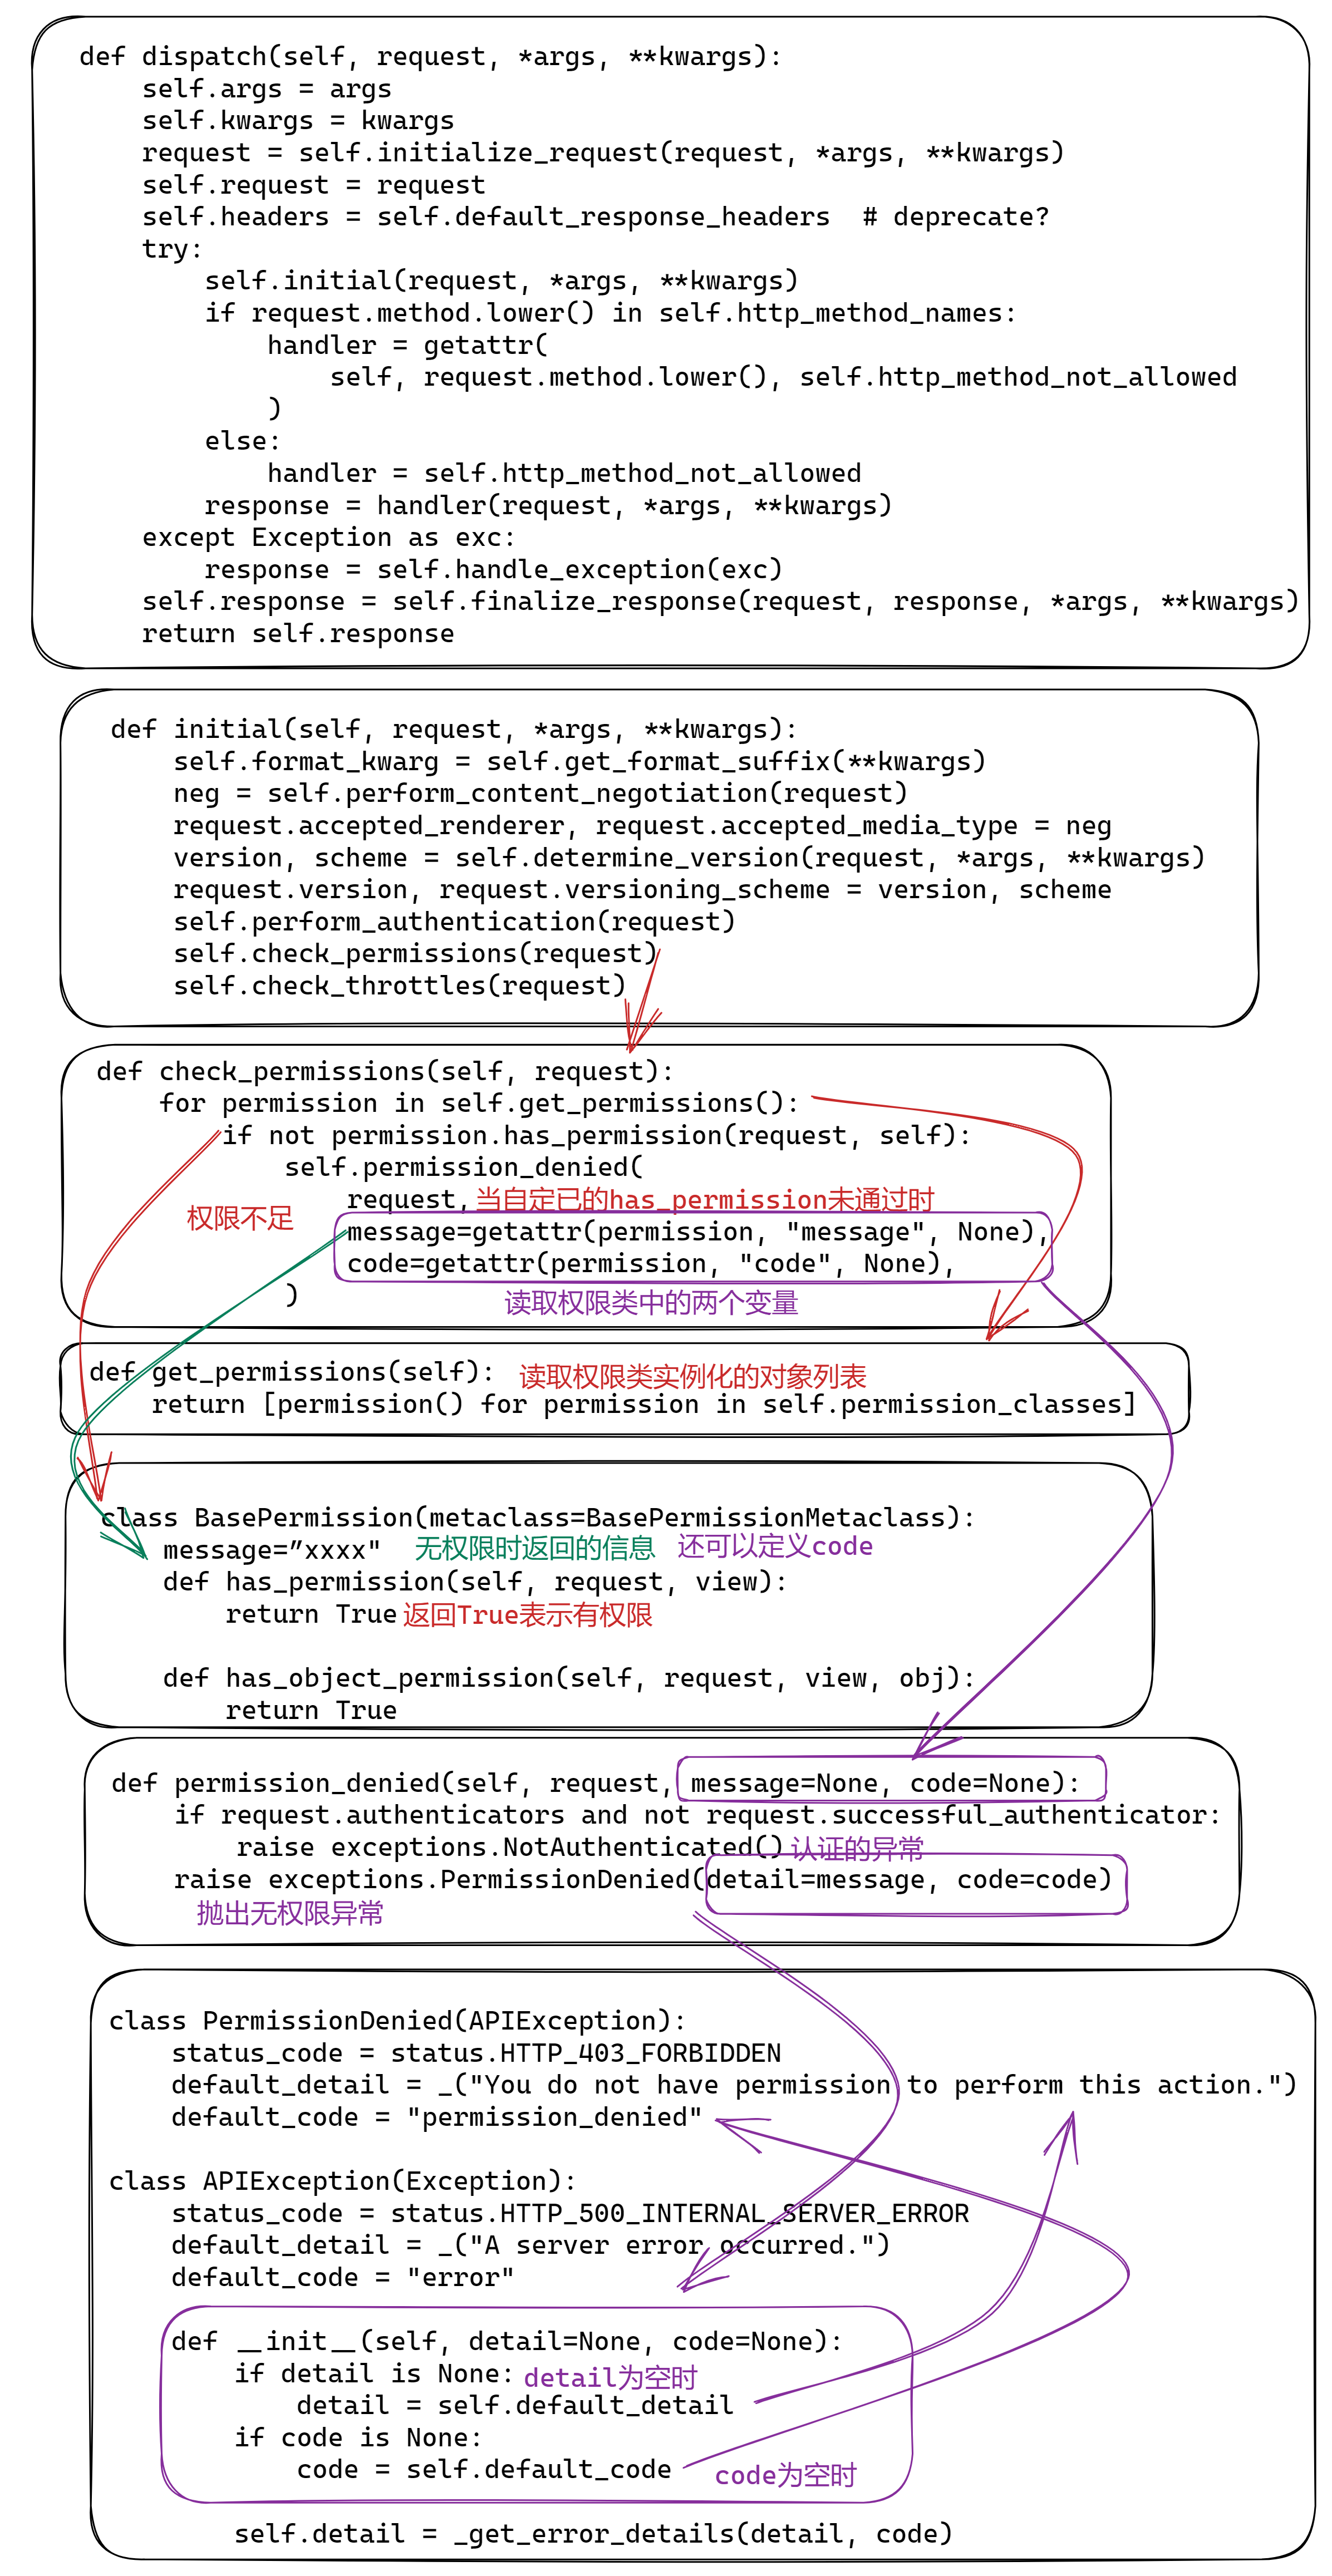 def dispatch(self, request, *args, **kwargs):
    self.args = args
    self.kwargs = kwargs
    request = self.initialize_request(request, *args, **kwargs)
    self.request = request
    self.headers = self.default_response_headers  # deprecate?
    try:
        self.initial(request, *args, **kwargs)
        if request.method.lower() in self.http_method_names:
            handler = getattr(
                self, request.method.lower(), self.http_method_not_allowed
            )
        else:
            handler = self.http_method_not_allowed
        response = handler(request, *args, **kwargs)
    except Exception as exc:
        response = self.handle_exception(exc)
    self.response = self.finalize_response(request, response, *args, **kwargs)
    return self.response
def initial(self, request, *args, **kwargs):
    self.format_kwarg = self.get_format_suffix(**kwargs)
    neg = self.perform_content_negotiation(request)
    request.accepted_renderer, request.accepted_media_type = neg
    version, scheme = self.determine_version(request, *args, **kwargs)
    request.version, request.versioning_scheme = version, scheme
    self.perform_authentication(request)
    self.check_permissions(request)
    self.check_throttles(request)
def check_permissions(self, request):
    for permission in self.get_permissions():
        if not permission.has_permission(request, self):
            self.permission_denied(
                request, 当自定已的has_permission未通过时
权限不足
                message=getattr(permission, "message", None),
                code=getattr(permission, "code", None),
            )
读取权限类中的两个变量
def get_permissions(self): 读取权限类实例化的对象列表
    return [permission() for permission in self.permission_classes]
class BasePermission(metaclass=BasePermissionMetaclass):
    message=”xxxx" 无权限时返回的信息 还可以定义code
    def has_permission(self, request, view):
        return True 返回True表示有权限
    def has_object_permission(self, request, view, obj):
        return True
def permission_denied(self, request, message=None, code=None):
    if request.authenticators and not request.successful_authenticator:
        raise exceptions.NotAuthenticated() 认证的异常
    raise exceptions.PermissionDenied(detail=message, code=code)
抛出无权限异常
class PermissionDenied(APIException):
    status_code = status.HTTP_403_FORBIDDEN
    default_detail = _("You do not have permission to perform this action.")
    default_code = "permission_denied"
class APIException(Exception):
    status_code = status.HTTP_500_INTERNAL_SERVER_ERROR
    default_detail = _("A server error occurred.")
    default_code = "error"
    def __init__(self, detail=None, code=None):
        if detail is None: detail为空时
            detail = self.default_detail
        if code is None:
            code = self.default_code code为空时
        self.detail = _get_error_details(detail, code)